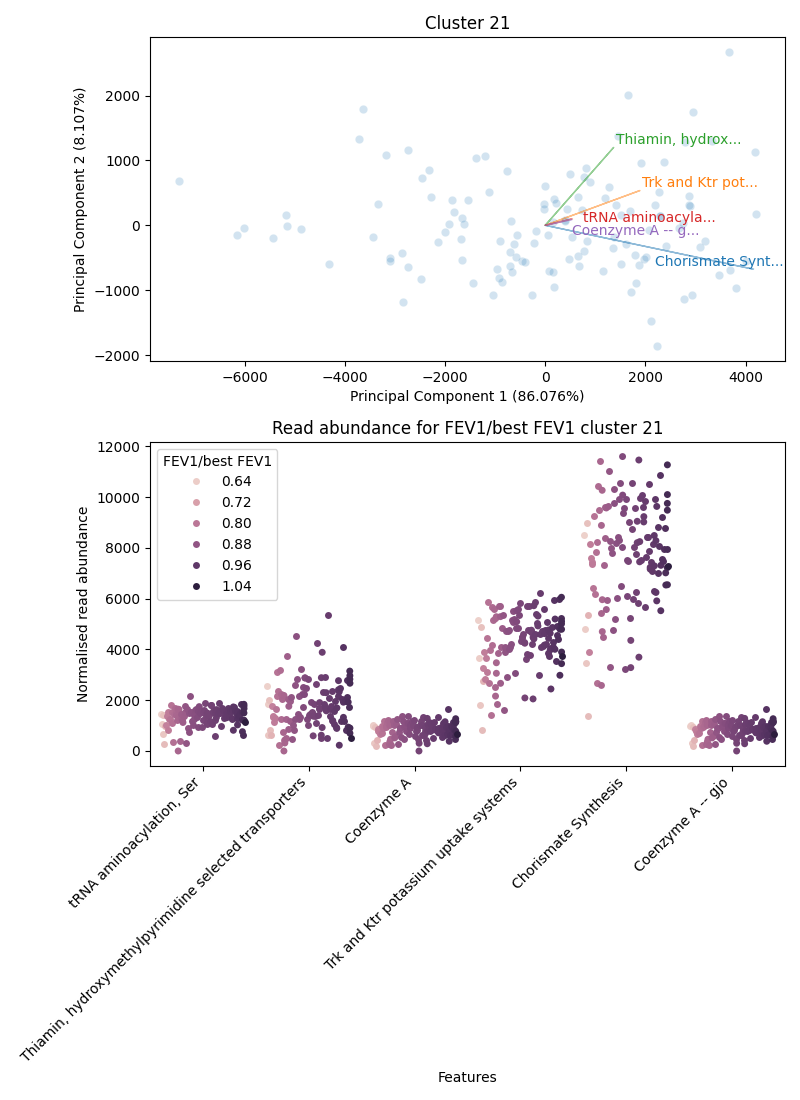 Cluster 21
Principal Component 2 (8.107%)
2000
1000
0
−1000
−2000
Thiamin, hydrox...
Trk and Ktr pot...
tRNA aminoacyla...
Coenzyme A -- g...
Chorismate Synt...
−6000 −4000 −2000 0 2000 4000
Principal Component 1 (86.076%)
Read abundance for FEV1/best FEV1 cluster 21
Normalised read abundance
12000
10000
8000
6000
4000
2000
0
FEV1/best FEV1
0.64
0.72
0.80
0.88
0.96
1.04
tRNA aminoacylation, Ser
Thiamin, hydroxymethylpyrimidine selected transporters
Coenzyme A
Trk and Ktr potassium uptake systems
Chorismate Synthesis
Coenzyme A -- gjo
Features